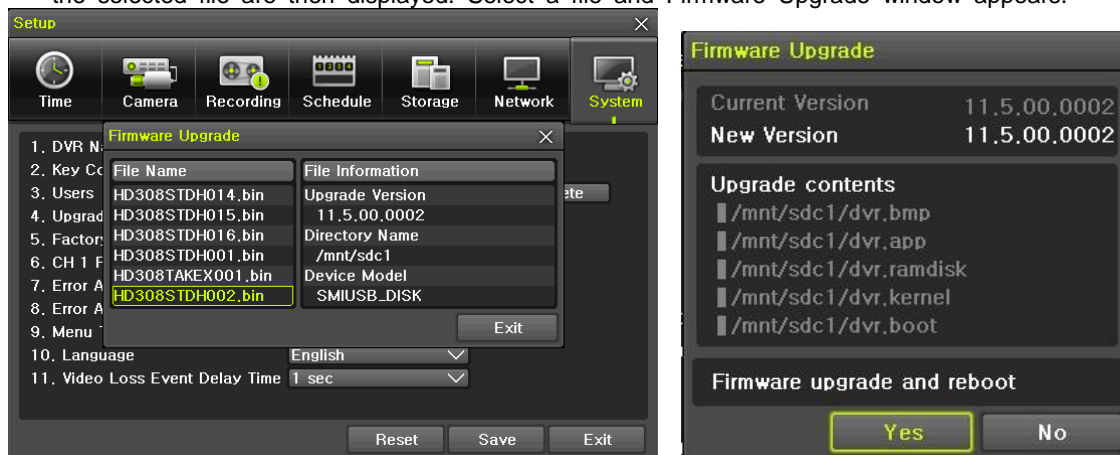 the selected file are then displayed. Select a file and Firmware Upgrade window appears.
Setup
Time Camera Recording Schedule Storage Network System
Firmware Upgrade
1. DVR N
2. Key Co
3. Users
4. Upgrad
5. Factor
6. CH 1 F
7. Error A
8. Error A
9. Menu
File Name
HD308STDH014.bin
HD308STDH015.bin
HD308STDH016.bin
HD308STDH001.bin
HD308TAKEX001.bin
HD308STDH002.bin
File Information
Upgrade Version
11.5.00.0002
Directory Name
/mnt/sdc1
Device Model
SMIUSB_DISK
ete
Exit
10. Language English
11. Video Loss Event Delay Time 1 sec
Reset Save Exit
Firmware Upgrade
Current Version 11.5.00.0002
New Version 11.5.00.0002
Upgrade contents
/mnt/sdc1/dvr.bmp
/mnt/sdc1/dvr.app
/mnt/sdc1/dvr.ramdisk
/mnt/sdc1/dvr.kernel
/mnt/sdc1/dvr.boot
Firmware upgrade and reboot
Yes No